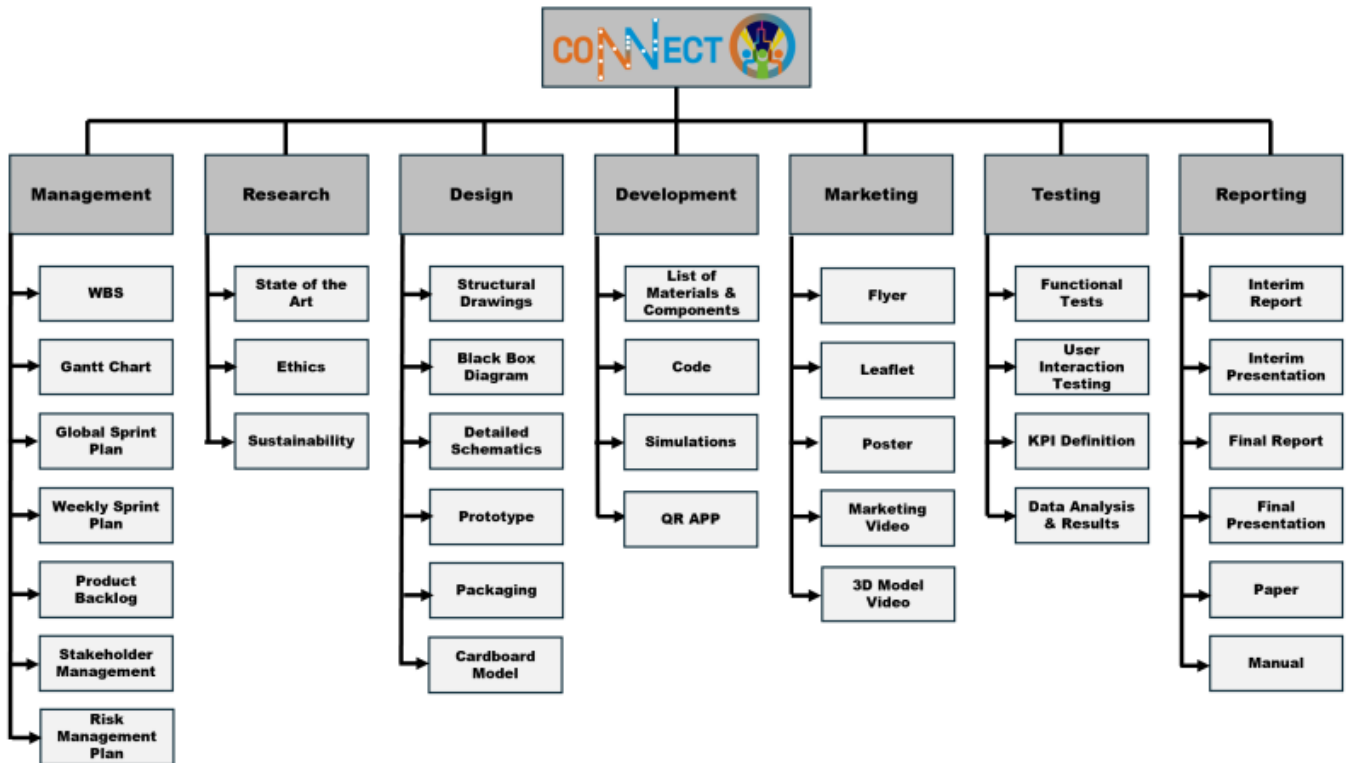 CONNECT
Management
WBS
Gantt Chart
Global Sprint
Plan
Weekly Sprint
Plan
Product
Backlog
Stakeholder
Management
Risk
Management
Plan
Research
State of the
Art
Ethics
Sustainability
Design
Structural
Drawings
Black Box
Diagram
Detailed
Schematics
Prototype
Packaging
Cardboard
Model
Development
List of
Materials &
Components
Code
Simulations
QR APP
Marketing
Flyer
Leaflet
Poster
Marketing
Video
3D Model
Video
Testing
Functional
Tests
User
Interaction
Testing
KPI Definition
Data Analysis
& Results
Reporting
Interim
Report
Interim
Presentation
Final Report
Final
Presentation
Paper
Manual